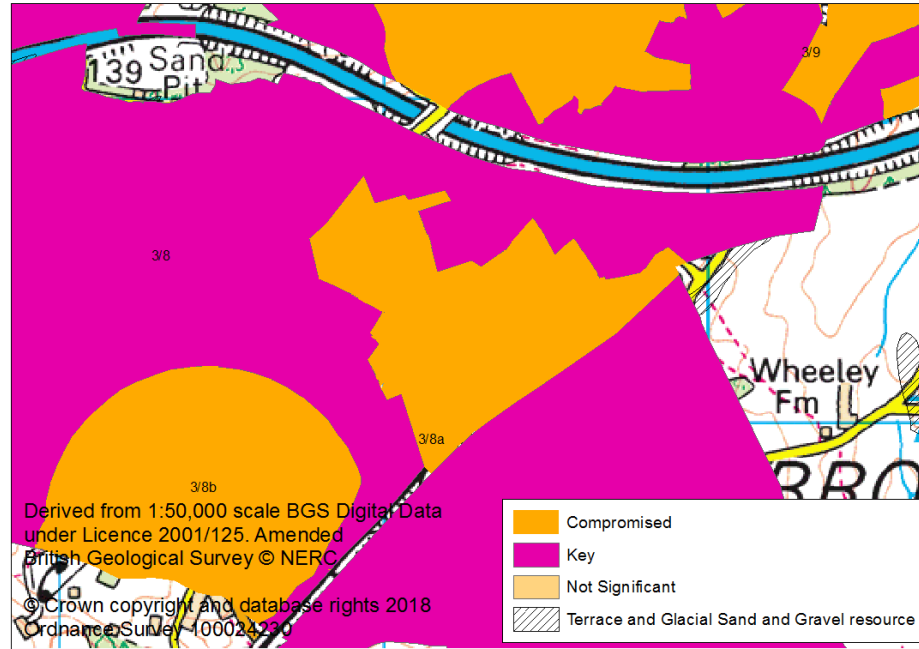 3/9
139 Sand
Pit
3/8
Wheeley
Fm
3/8a
3/8b
Derived from 1:50,000 scale BGS Digital Data
under Licence 2001/125. Amended
British Geological Survey © NERC
© Crown copyright and database rights 2018
Ordnance Survey 100024230
Compromised
Key
Not Significant
Terrace and Glacial Sand and Gravel resource